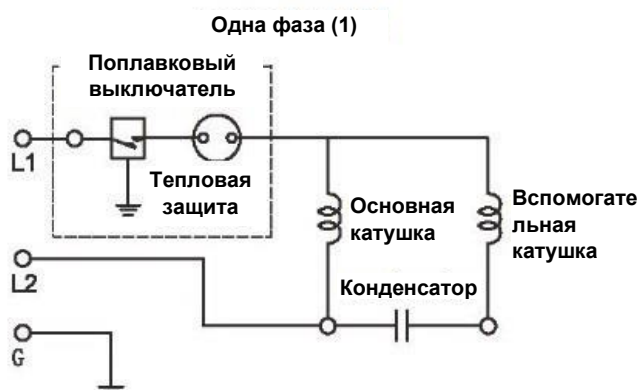 Одна фаза (1)
Поплавковый
выключатель
L1
Тепловая
защита
Основная
катушка
Вспомогате
льная
катушка
L2
Конденсатор
G